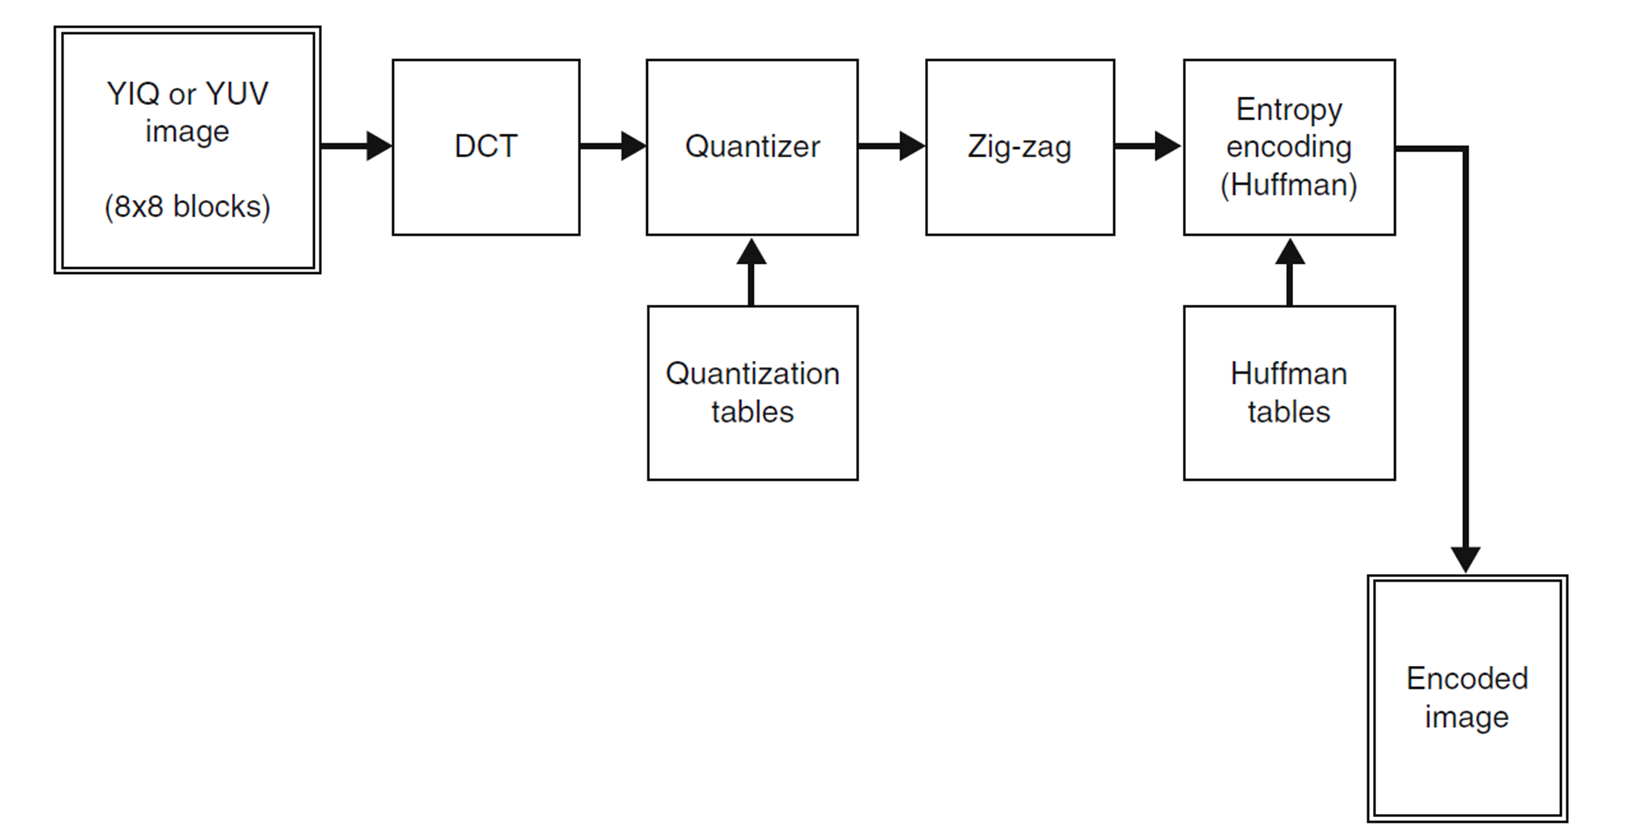 YIQ or YUV
image
(8x8 blocks)
DCT
Quantizer
Zig-zag
Entropy
encoding
(Huffman)
Quantization
tables
Huffman
tables
Encoded
image